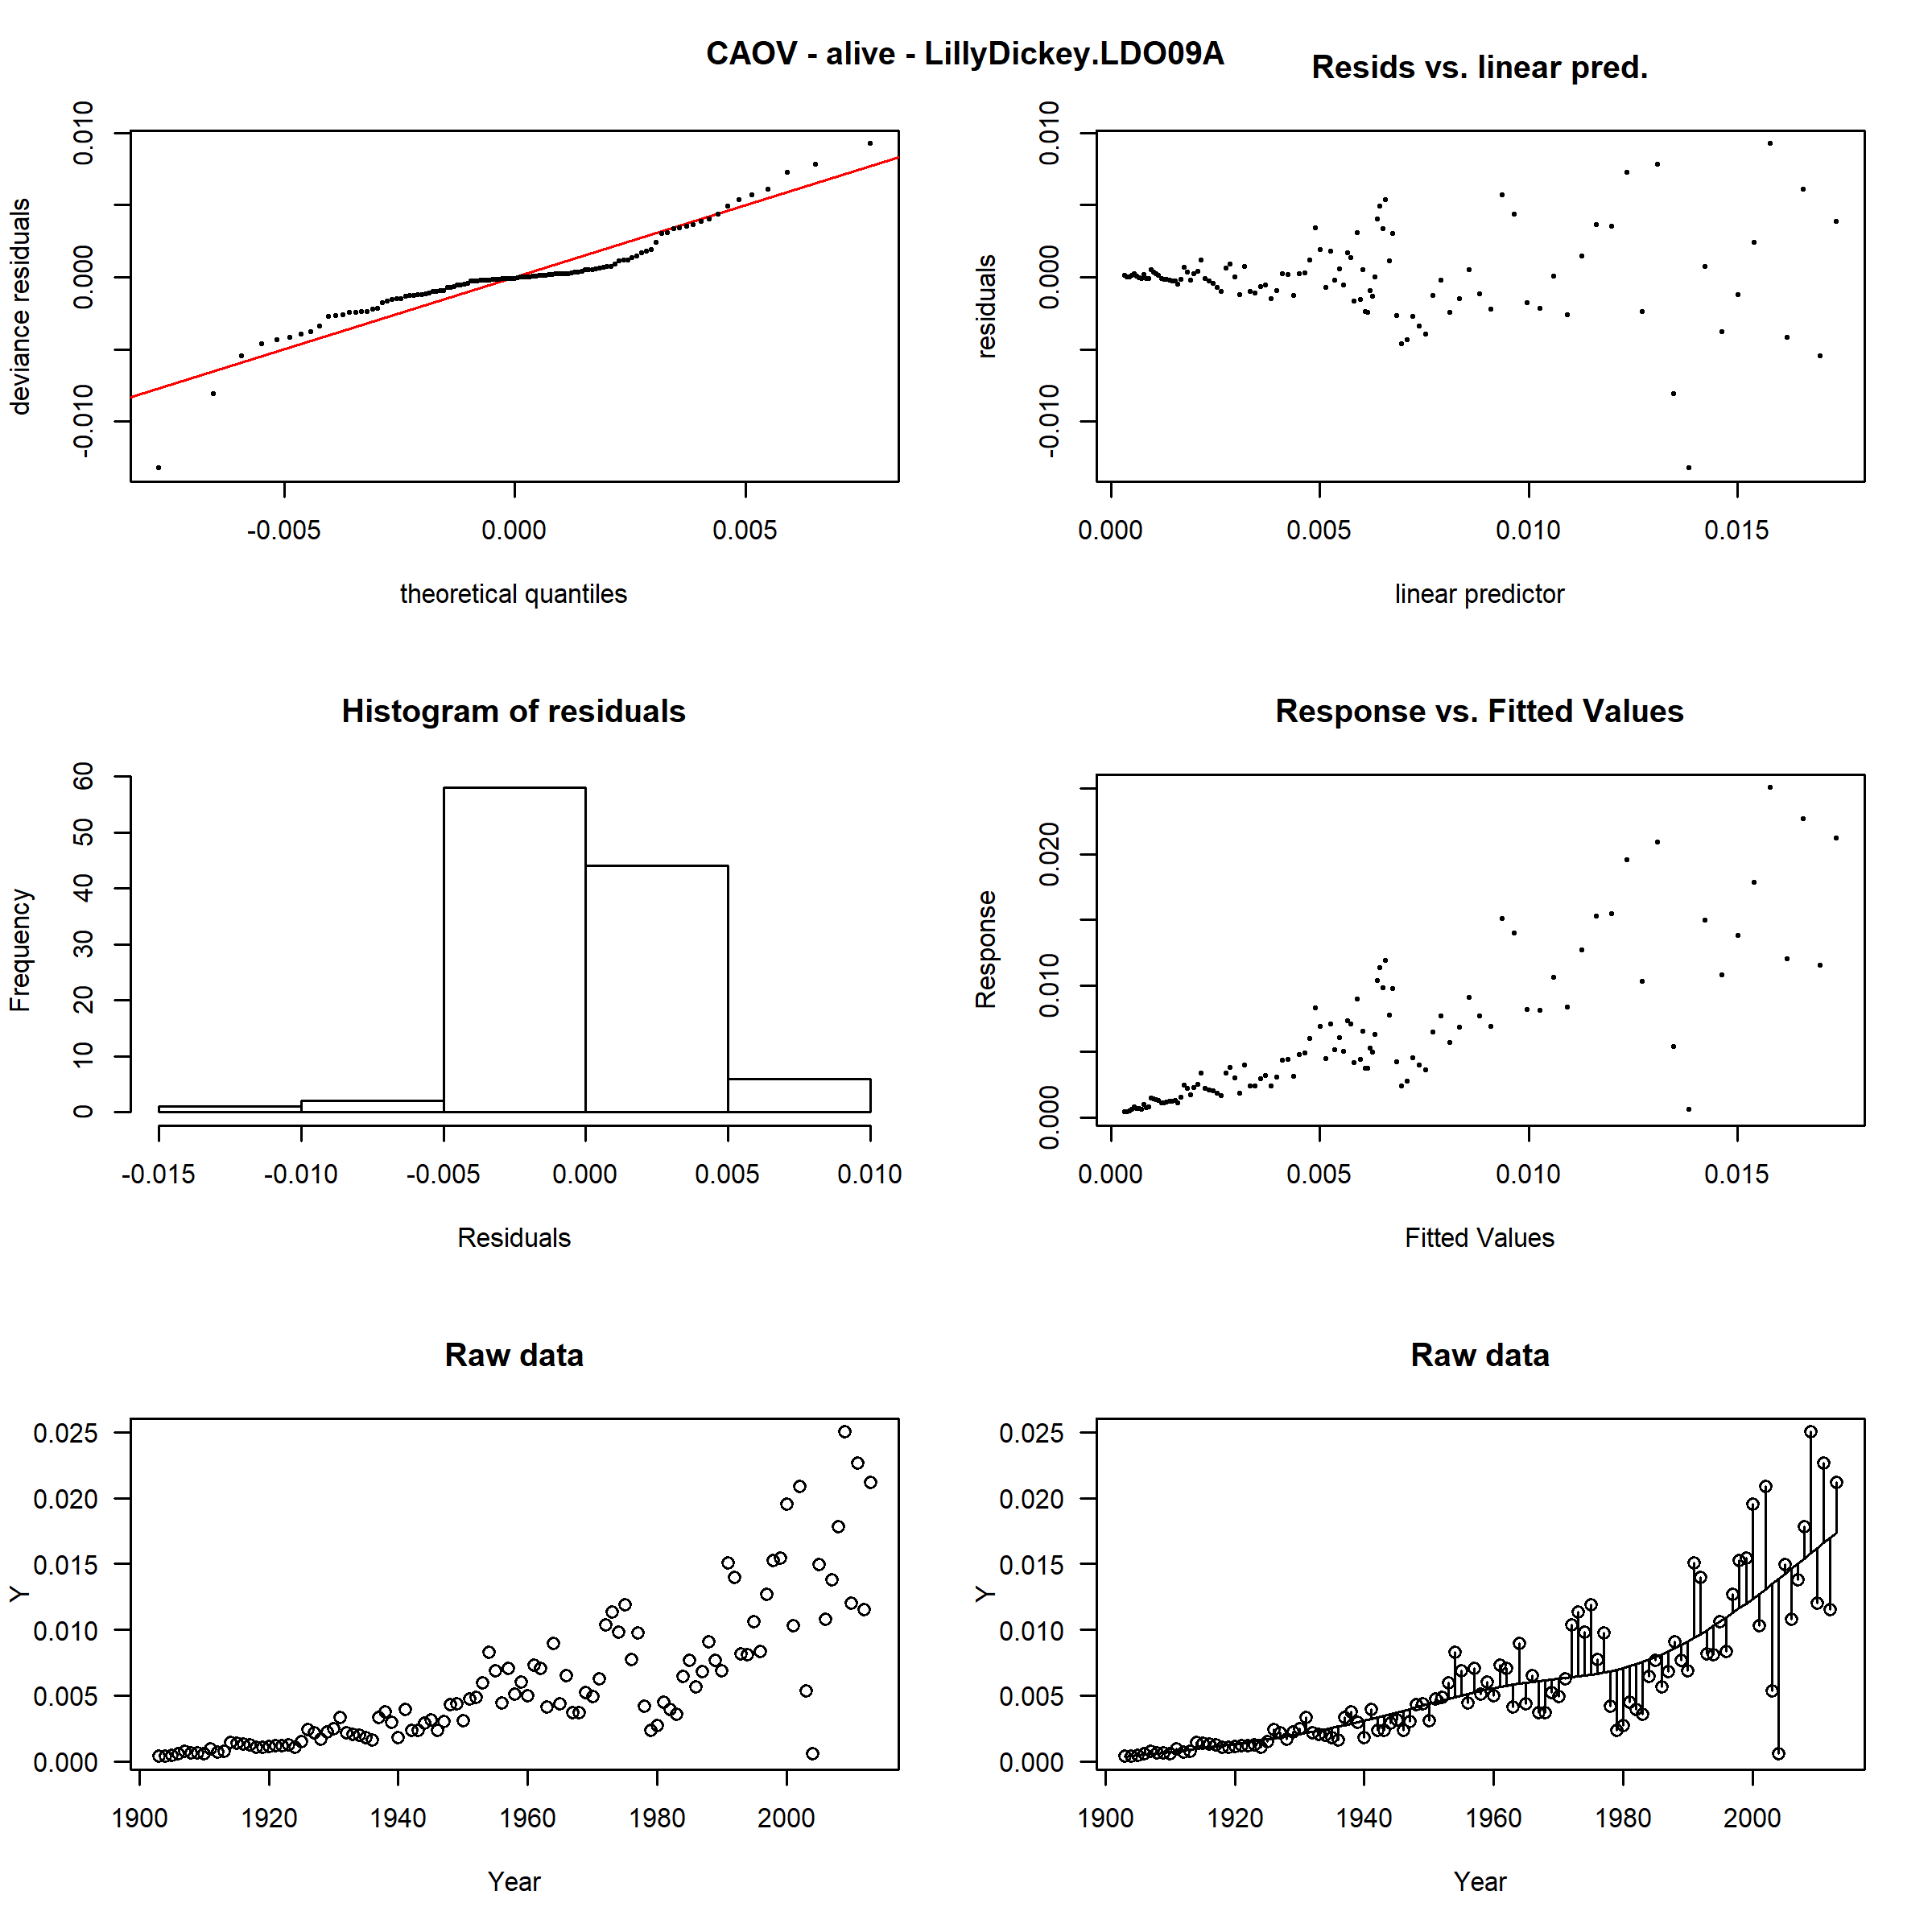 CAOV - alive - LillyDickey.LDO09A
Resids vs. linear pred.
deviance residuals
0.010
0.000
-0.010
-0.005 0.000 0.005
theoretical quantiles
residuals
0.010
0.000
-0.010
0.000 0.005 0.010 0.015
linear predictor
Histogram of residuals
Frequency
60
50
40
30
20
10
0
-0.015 -0.010 -0.005 0.000 0.005 0.010
Residuals
Response vs. Fitted Values
Response
0.020
0.010
0.000
0.000 0.005 0.010 0.015
Fitted Values
Raw data
Y
0.025
0.020
0.015
0.010
0.005
0.000
1900 1920 1940 1960 1980 2000
Year
Raw data
Y
0.025
0.020
0.015
0.010
0.005
0.000
1900 1920 1940 1960 1980 2000
Year